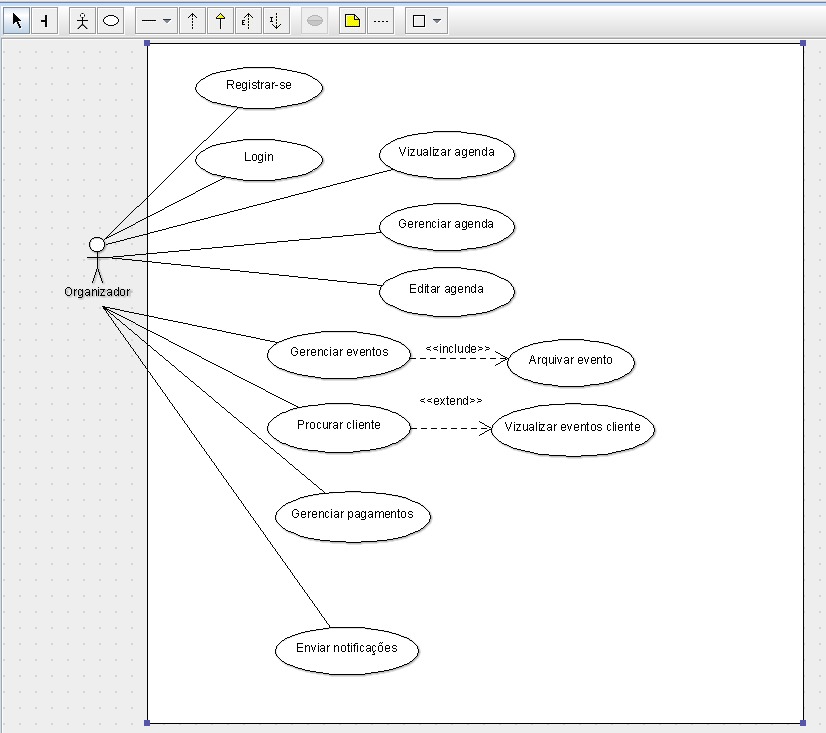 Registrar-se
Login
Vizualizar agenda
Gerenciar agenda
Editar agenda
Organizador
Gerenciar eventos
<<include>>
Arquivar evento
<<extend>>
Procurar cliente
Vizualizar eventos cliente
Gerenciar pagamentos
Enviar notificações